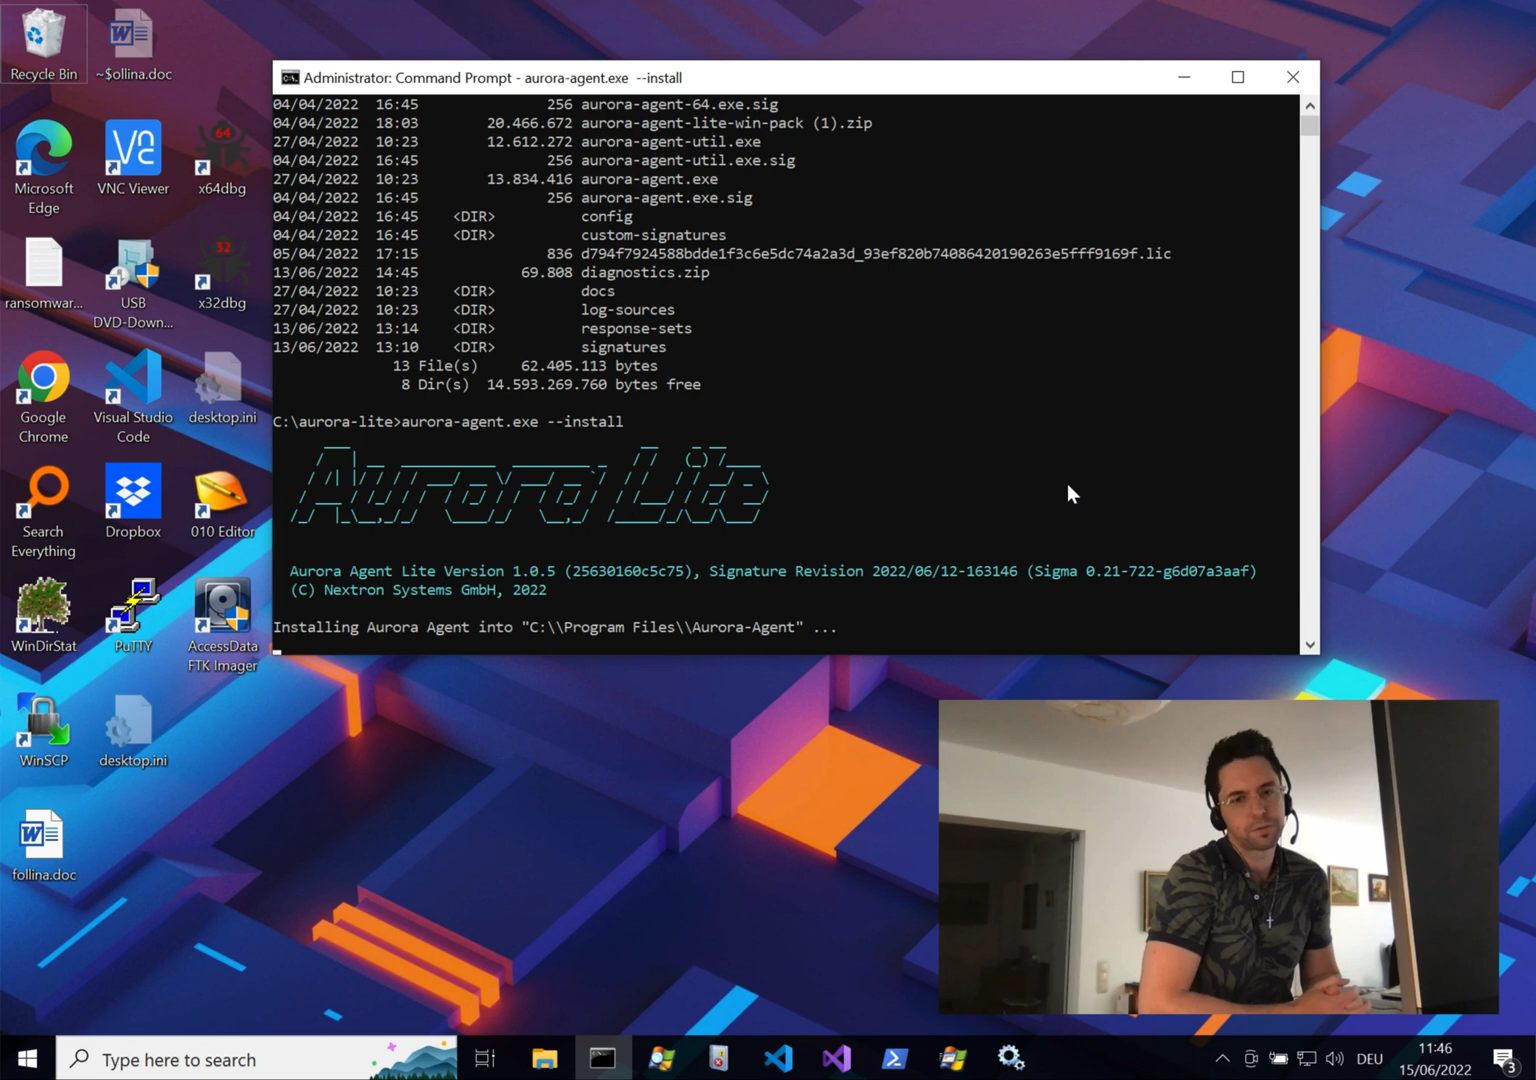 Recycle Bin
~$ollina.doc
Microsoft
Edge
VNC Viewer
64
x64dbg
ransomwar...
USB
DVD-Down...
32
x32dbg
Google
Chrome
Visual Studio
Code
desktop.ini
Search
Everything
Dropbox
010 Editor
WinDirStat
PuTTY
AccessData
FTK Imager
WinSCP
desktop.ini
follina.doc
Administrator: Command Prompt - aurora-agent.exe  --install
04/04/2022  16:45               256 aurora-agent-64.exe.sig
04/04/2022  18:03        20.466.672 aurora-agent-lite-win-pack (1).zip
27/04/2022  10:23        12.612.272 aurora-agent-util.exe
04/04/2022  16:45               256 aurora-agent-util.exe.sig
27/04/2022  10:23        13.834.416 aurora-agent.exe
04/04/2022  16:45               256 aurora-agent.exe.sig
04/04/2022  16:45    <DIR>          config
04/04/2022  16:45    <DIR>          custom-signatures
05/04/2022  17:15               836 d794f7924588bdde1f3c6e5dc74a2a3d_93ef820b74086420190263e5fff9169f.lic
13/06/2022  14:45            69.808 diagnostics.zip
27/04/2022  10:23    <DIR>          docs
27/04/2022  10:23    <DIR>          log-sources
13/06/2022  13:14    <DIR>          response-sets
13/06/2022  13:10    <DIR>          signatures
13 File(s)     62.405.113 bytes
8 Dir(s)  14.593.269.760 bytes free
C:\aurora-lite>aurora-agent.exe --install
Aurora Lite
Aurora Agent Lite Version 1.0.5 (25630160c5c75), Signature Revision 2022/06/12-163146 (Sigma 0.21-722-g6d07a3aaf)
(C) Nextron Systems GmbH, 2022
Installing Aurora Agent into "C:\\Program Files\\Aurora-Agent" ...
Type here to search
DEU
11:46
15/06/2022
3